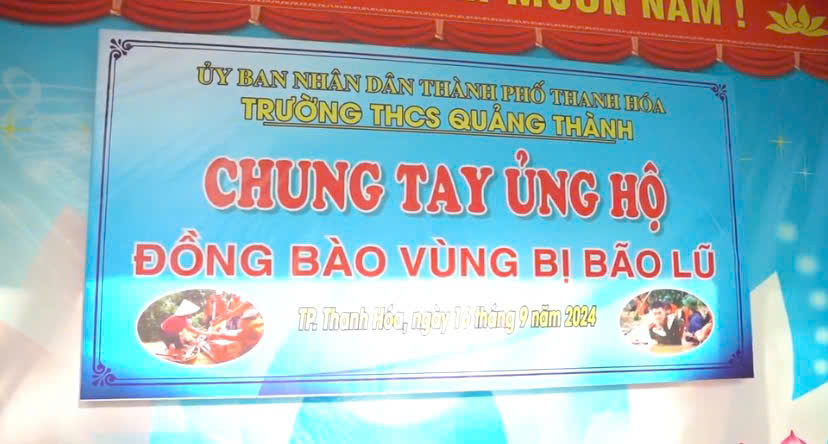 MUÔN NĂM !
ỦY BAN NHÂN DÂN THÀNH PHỐ THANH HÓA
TRƯỜNG THCS QUẢNG THÀNH
CHUNG TAY ỦNG HỘ
ĐỒNG BÀO VÙNG BỊ BÃO LŨ
TP. Thanh Hóa, ngày 16 tháng 9 năm 2024